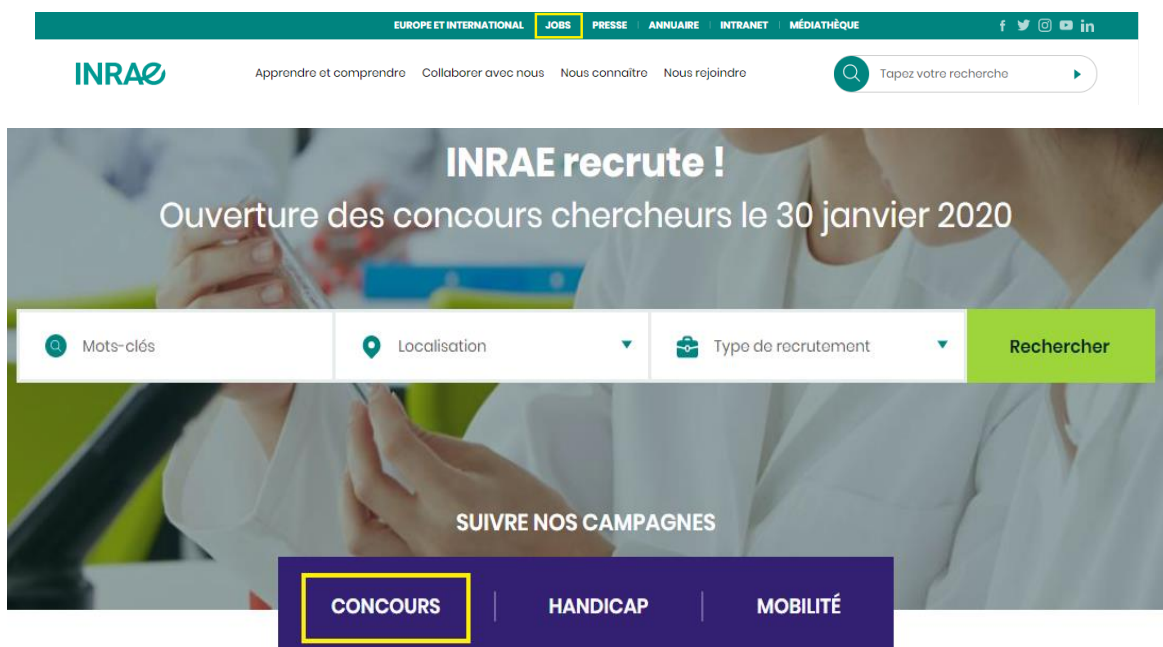 EUROPE ET INTERNATIONAL JOBS PRESSE ANNUAIRE INTRANET MÉDIATHÈQUE
INRAE
Apprendre et comprendre Collaborer avec nous Nous connaître Nous rejoindre
Tapez votre recherche
INRAE recrute !
Ouverture des concours chercheurs le 30 janvier 2020
Mots-clés Localisation Type de recrutement Rechercher
SUIVRE NOS CAMPAGNES
CONCOURS HANDICAP MOBILITÉ